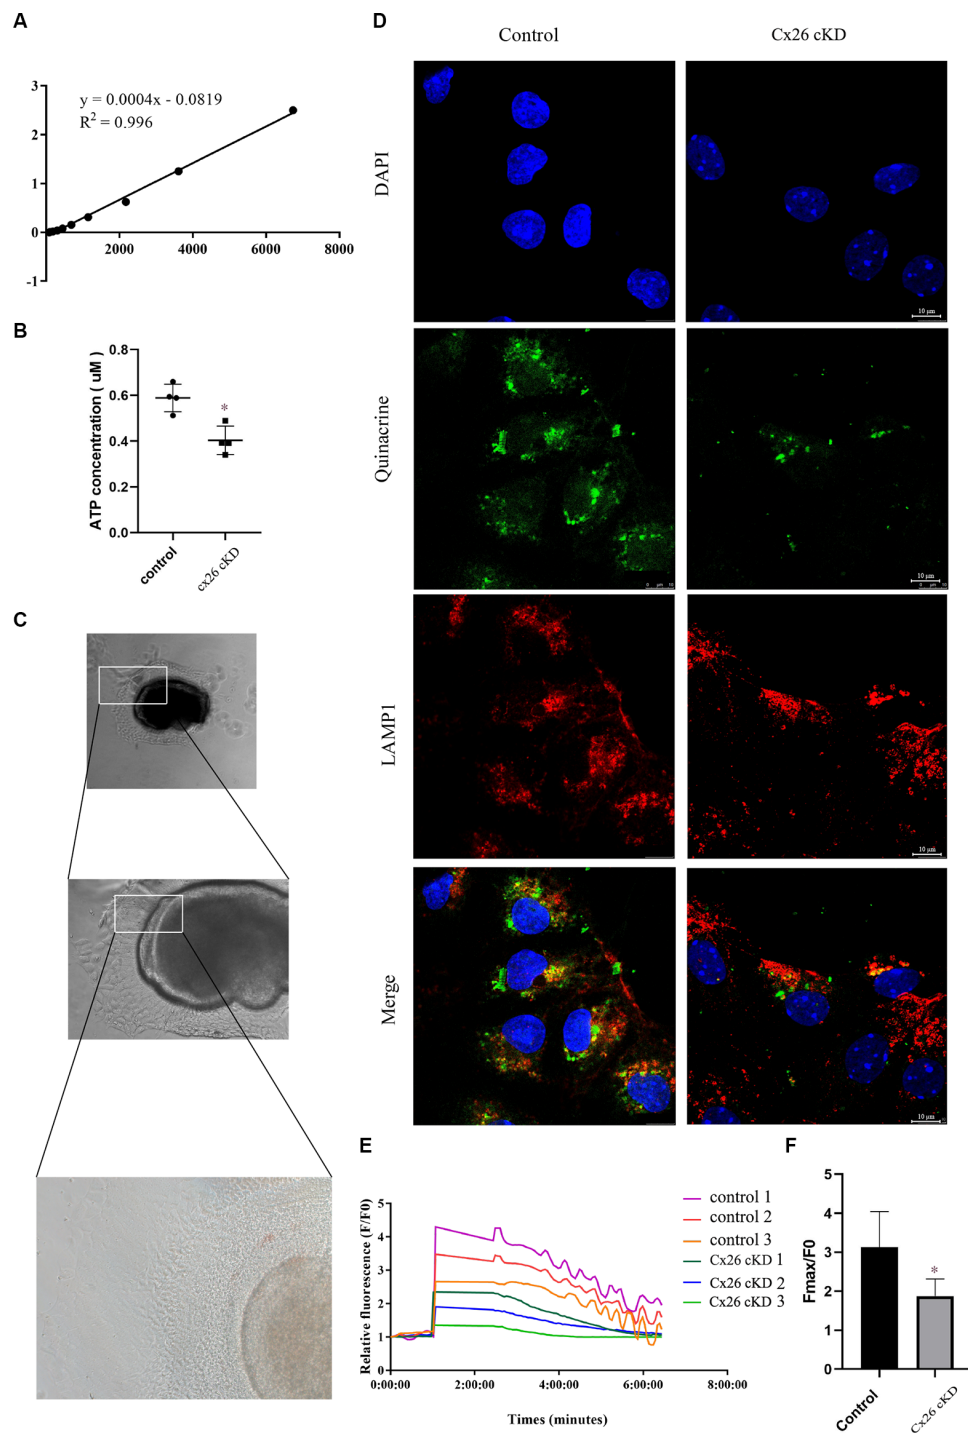 A
3
2
1
0
-1
y = 0.0004x - 0.0819
R² = 0.996
2000
4000
6000
8000
B
ATP concentration ( uM )
0.8
0.6
0.4
0.2
0.0
*
control
cx26 cKD
C
D
Control
Cx26 cKD
DAPI
10 μm
Quinacrine
0 μm 10
10 μm
LAMP1
10 μm
Merge
10 μm
E
Relative fluorescence (F/F0)
5
4
3
2
1
0
0:00:00
2:00:00
4:00:00
6:00:00
8:00:00
Times (minutes)
control 1
control 2
control 3
Cx26 cKD 1
Cx26 cKD 2
Cx26 cKD 3
F
Fmax/F0
5
4
3
2
1
0
*
Control
Cx26 cKD